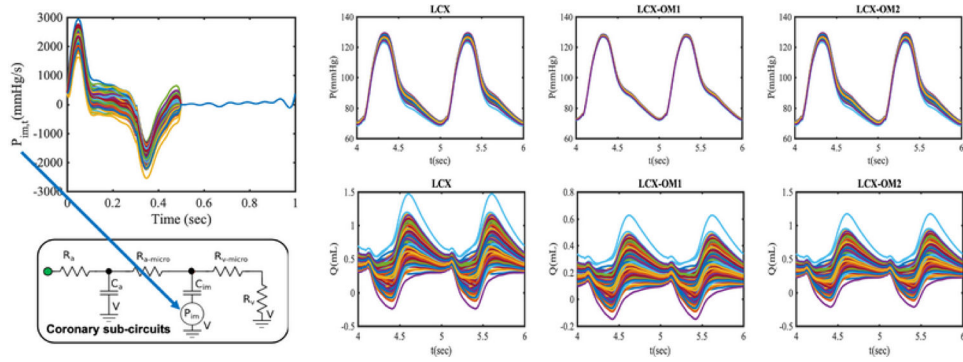 3000
2000
1000
0
-1000
-2000
-3000
P_im,t (mmHg/s)
0 0.2 0.4 0.6 0.8 1
Time (sec)
R_a
R_a-micro
R_v-micro
C_a
C_im
V
P_im
V
R_v
V
Coronary sub-circuits
LCX
140
120
100
80
60
P(mmHg)
4 4.5 5 5.5 6
t(sec)
LCX-OM1
140
120
100
80
60
P(mmHg)
4 4.5 5 5.5 6
t(sec)
LCX-OM2
140
120
100
80
60
P(mmHg)
4 4.5 5 5.5 6
t(sec)
LCX
1.5
1
0.5
0
-0.5
Q(mL)
4 4.5 5 5.5 6
t(sec)
LCX-OM1
0.8
0.6
0.4
0.2
0
-0.2
Q(mL)
4 4.5 5 5.5 6
t(sec)
LCX-OM2
1.5
1
0.5
0
-0.5
Q(mL)
4 4.5 5 5.5 6
t(sec)